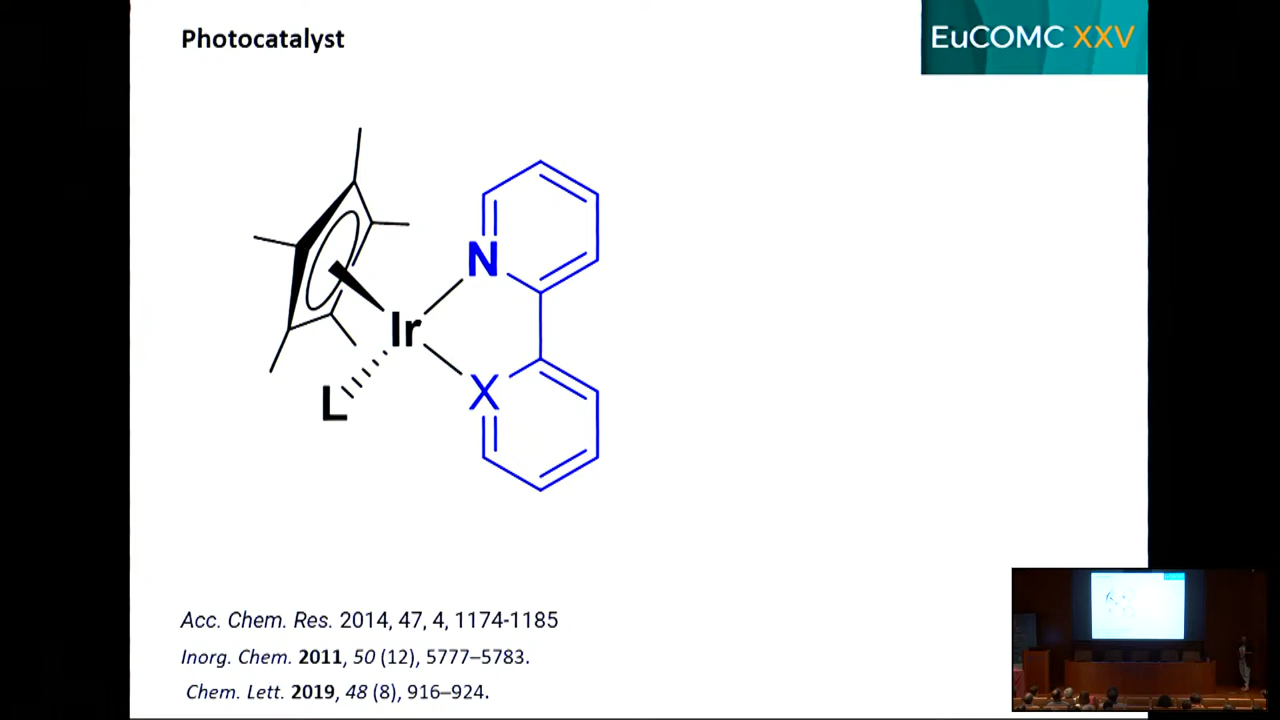 Photocatalyst
EuCOMC XXV
N
Ir
X
L
Acc. Chem. Res. 2014, 47, 4, 1174-1185
Inorg. Chem. 2011, 50 (12), 5777–5783.
Chem. Lett. 2019, 48 (8), 916–924.